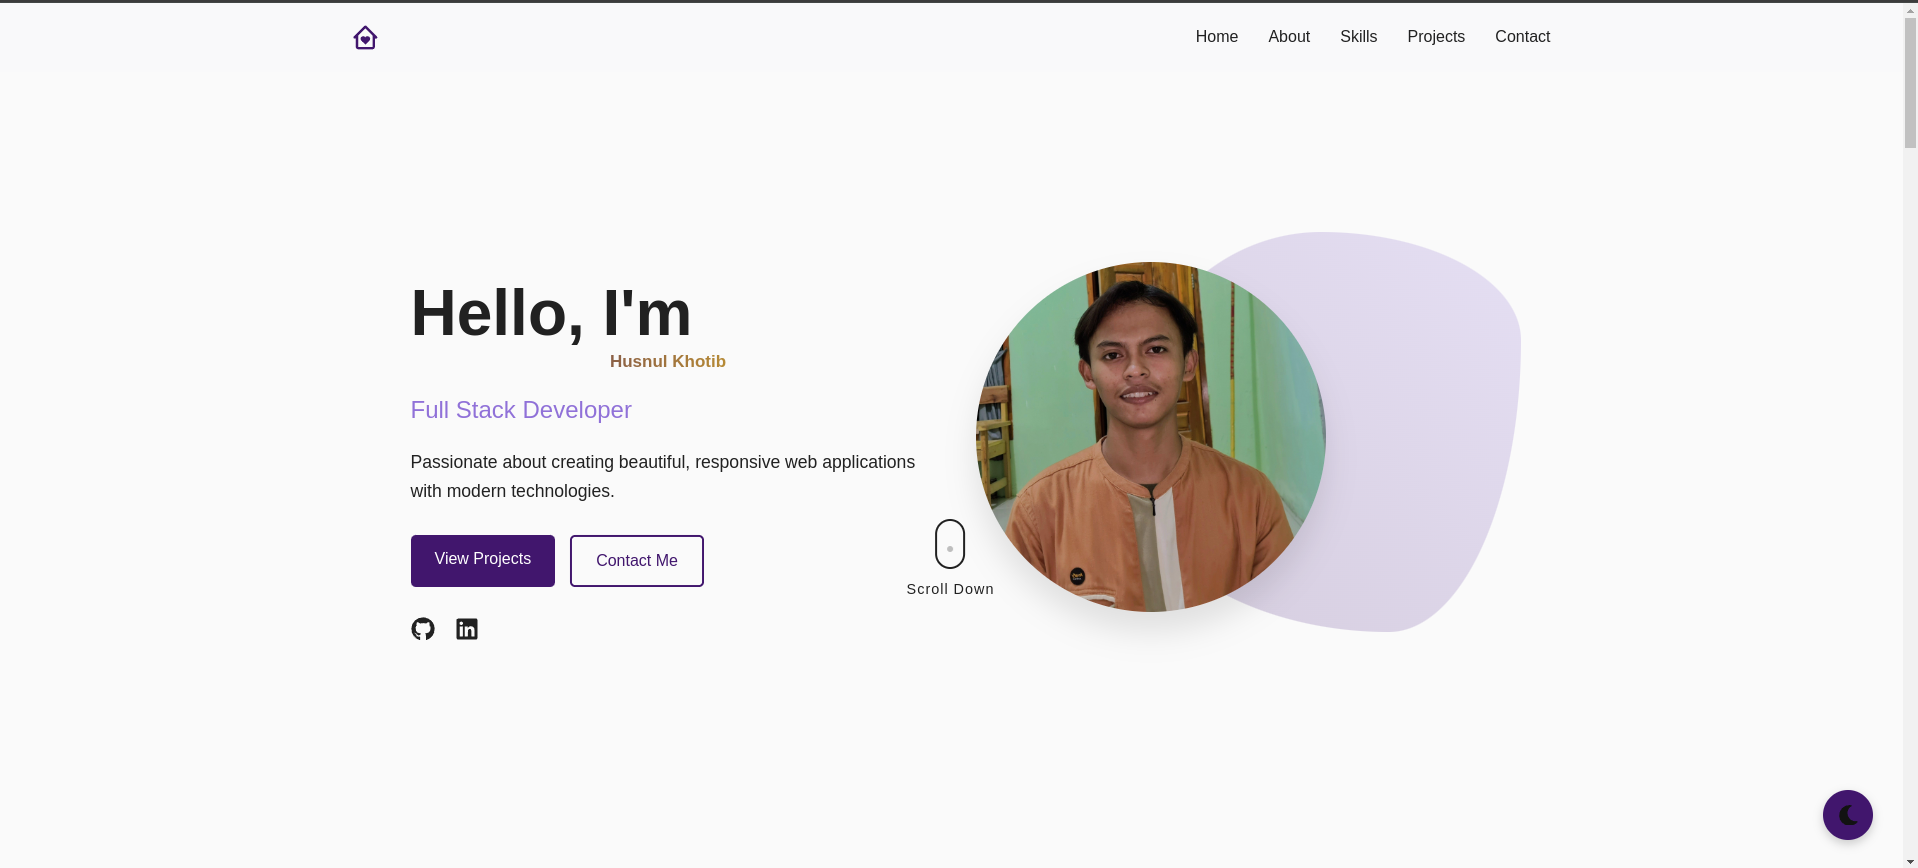 Home About Skills Projects Contact
Hello, I'm
Husnul Khotib
Full Stack Developer
Passionate about creating beautiful, responsive web applications
with modern technologies.
View Projects Contact Me
Scroll Down